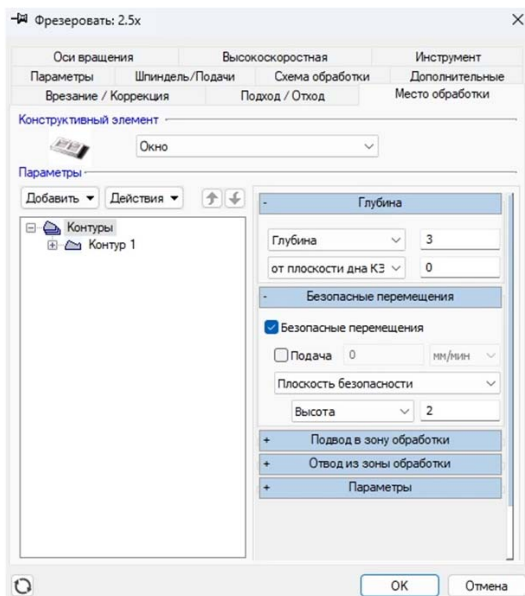 Фрезеровать: 2.5x
Оси вращения Высокоскоростная Инструмент
Параметры Шпиндель/Подачи Схема обработки Дополнительные
Врезание / Коррекция Подход / Отход Место обработки
Конструктивный элемент
Окно
Параметры
Добавить Действия
- Глубина
Контуры
Контур 1
Глубина 3
от плоскости дна КЭ 0
- Безопасные перемещения
Безопасные перемещения
Подача 0 мм/мин
Плоскость безопасности
Высота 2
+ Подвод в зону обработки
+ Отвод из зоны обработки
+ Параметры
ОК Отмена